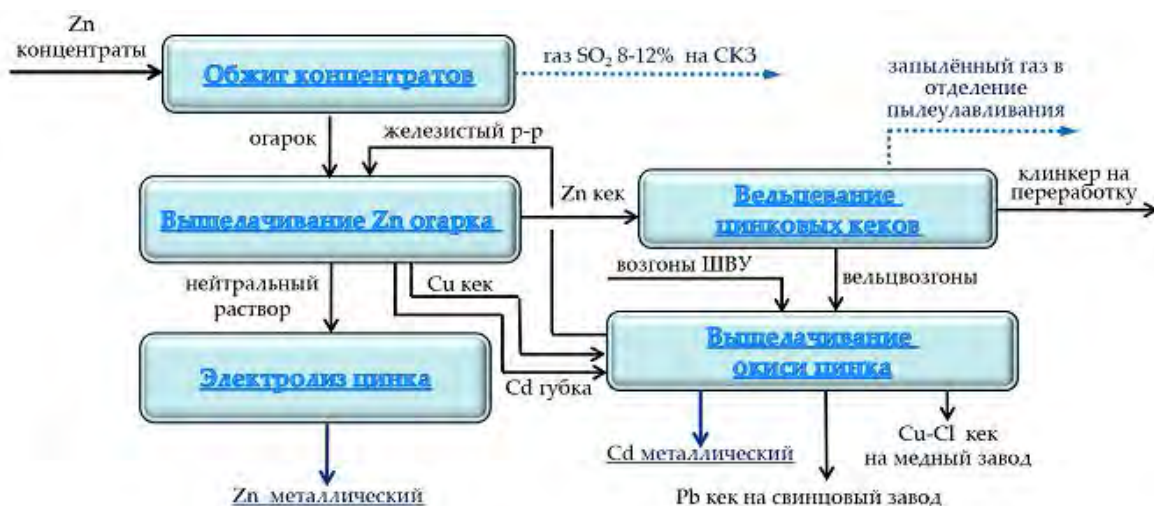 Zn
концентраты
Обжиг концентратов
газ SO₂ 8-12% на СКЗ
запылённый газ в
отделение
пылеулавливания
огарок
железистый р-р
Выщелачивание Zn огарка
Zn кек
Вельцевание
цинковых кеков
клинкер на
переработку
нейтральный
раствор
Cu кек
возгоны ШВУ
вельцвозгоны
Электролиз цинка
Cd губка
Выщелачивание
окиси цинка
Zn металлический
Cd металлический
Cu-Cl кек
на медный завод
Pb кек на свинцовый завод